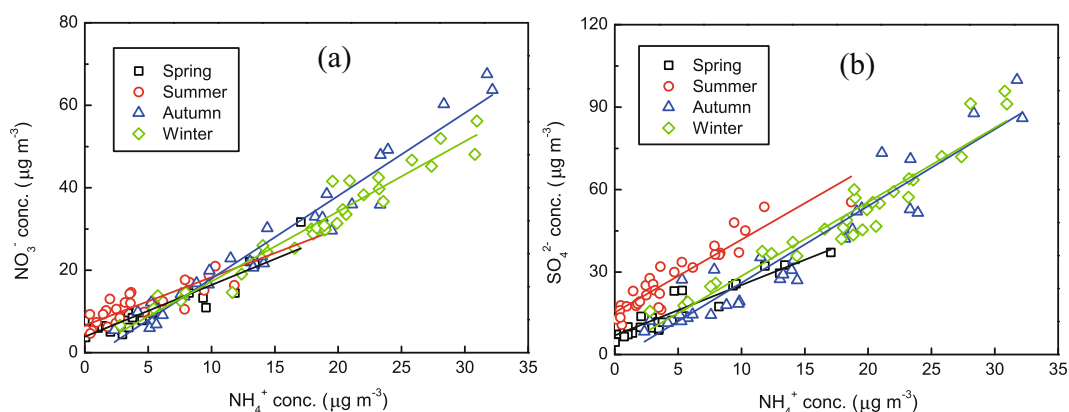 80
60
40
20
0
NO₃⁻ conc. (μg m⁻³)
(a)
Spring
Summer
Autumn
Winter
0 5 10 15 20 25 30 35
NH₄⁺ conc. (μg m⁻³)
120
90
60
30
0
SO₄²⁻ conc. (μg m⁻³)
(b)
Spring
Summer
Autumn
Winter
0 5 10 15 20 25 30 35
NH₄⁺ conc. (μg m⁻³)